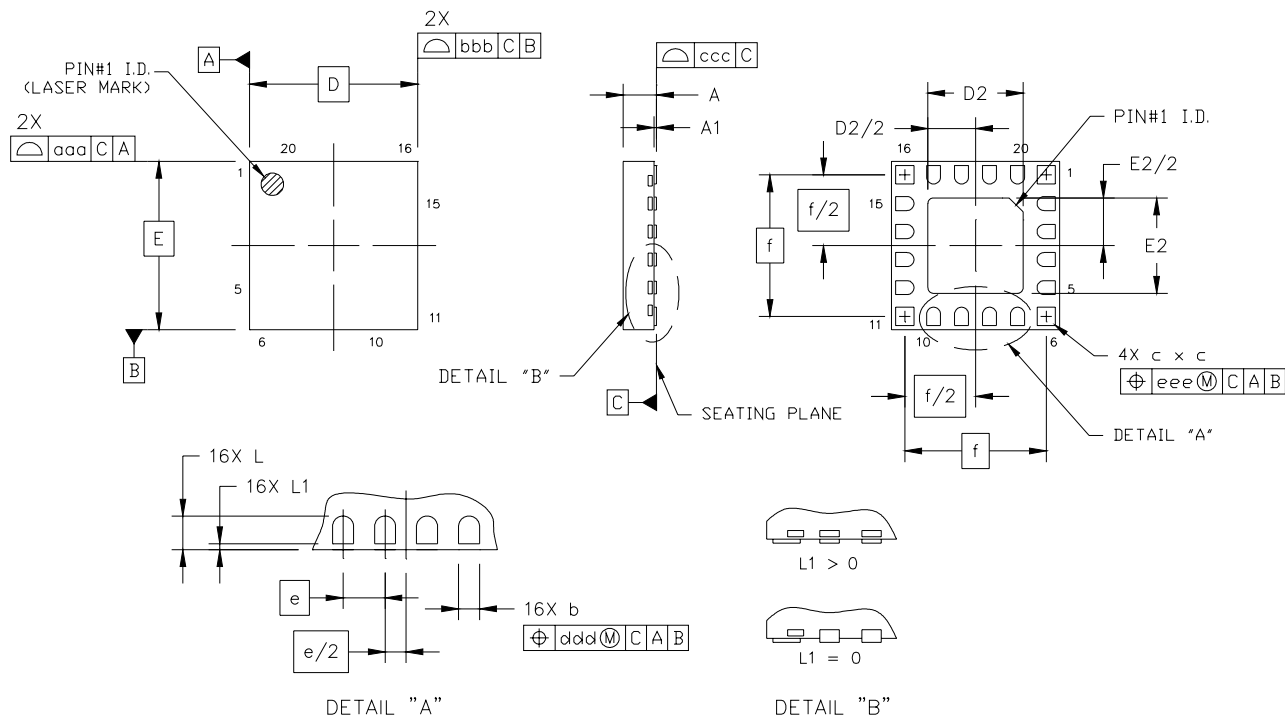 2X
bbb C B
A
D
PIN#1 I.D.
(LASER MARK)
2X
aaa C A
20
16
1
15
E
5
11
6
10
B
ccc C
A
A1
DETAIL "B"
C
SEATING PLANE
D2
D2/2
PIN#1 I.D.
16
20
1
E2/2
f/2
15
f
E2
5
11
10
6
4X c x c
⌖ eee Ⓜ C A B
f/2
DETAIL "A"
f
16X L
16X L1
e
e/2
16X b
⌖ ddd Ⓜ C A B
DETAIL "A"
L1 > 0
L1 = 0
DETAIL "B"